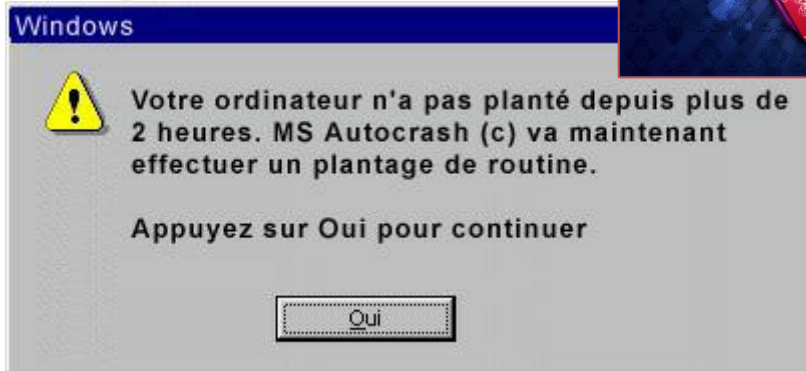 Windows
Votre ordinateur n'a pas planté depuis plus de
2 heures. MS Autocrash (c) va maintenant
effectuer un plantage de routine.
Appuyez sur Oui pour continuer
Oui